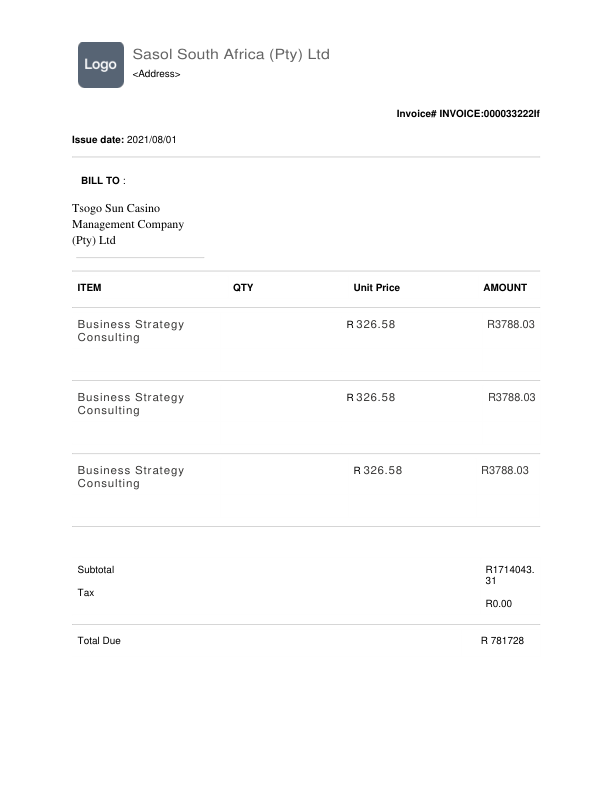 Logo
Sasol South Africa (Pty) Ltd
<Address>
Invoice# INVOICE:000033222lf
Issue date: 2021/08/01
BILL TO :
Tsogo Sun Casino
Management Company
(Pty) Ltd
ITEM QTY Unit Price AMOUNT
Business Strategy R 326.58 R3788.03
Consulting
Business Strategy R 326.58 R3788.03
Consulting
Business Strategy R 326.58 R3788.03
Consulting
Subtotal R1714043.
31
Tax
R0.00
Total Due R 781728